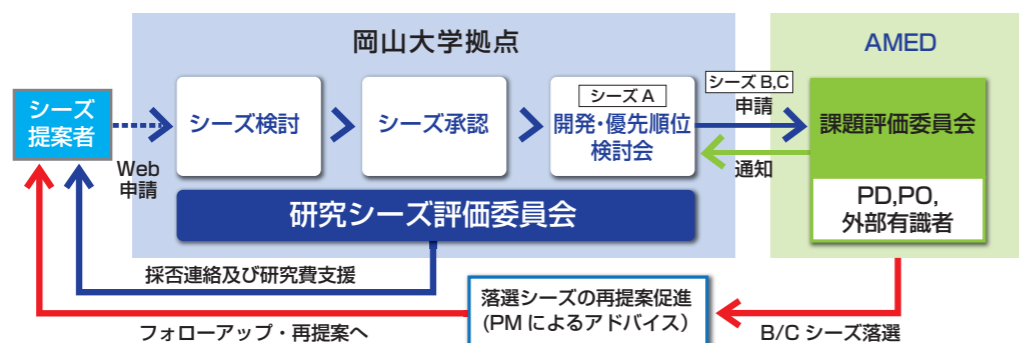 岡山大学拠点
AMED
シーズ
提案者
Web
申請
シーズ検討
シーズ承認
シーズ A
開発・優先順位
検討会
シーズ B,C
申請
通知
課題評価委員会
PD,PO,
外部有識者
研究シーズ評価委員会
採否連絡及び研究費支援
落選シーズの再提案促進
(PM によるアドバイス)
フォローアップ・再提案へ
B/C シーズ落選